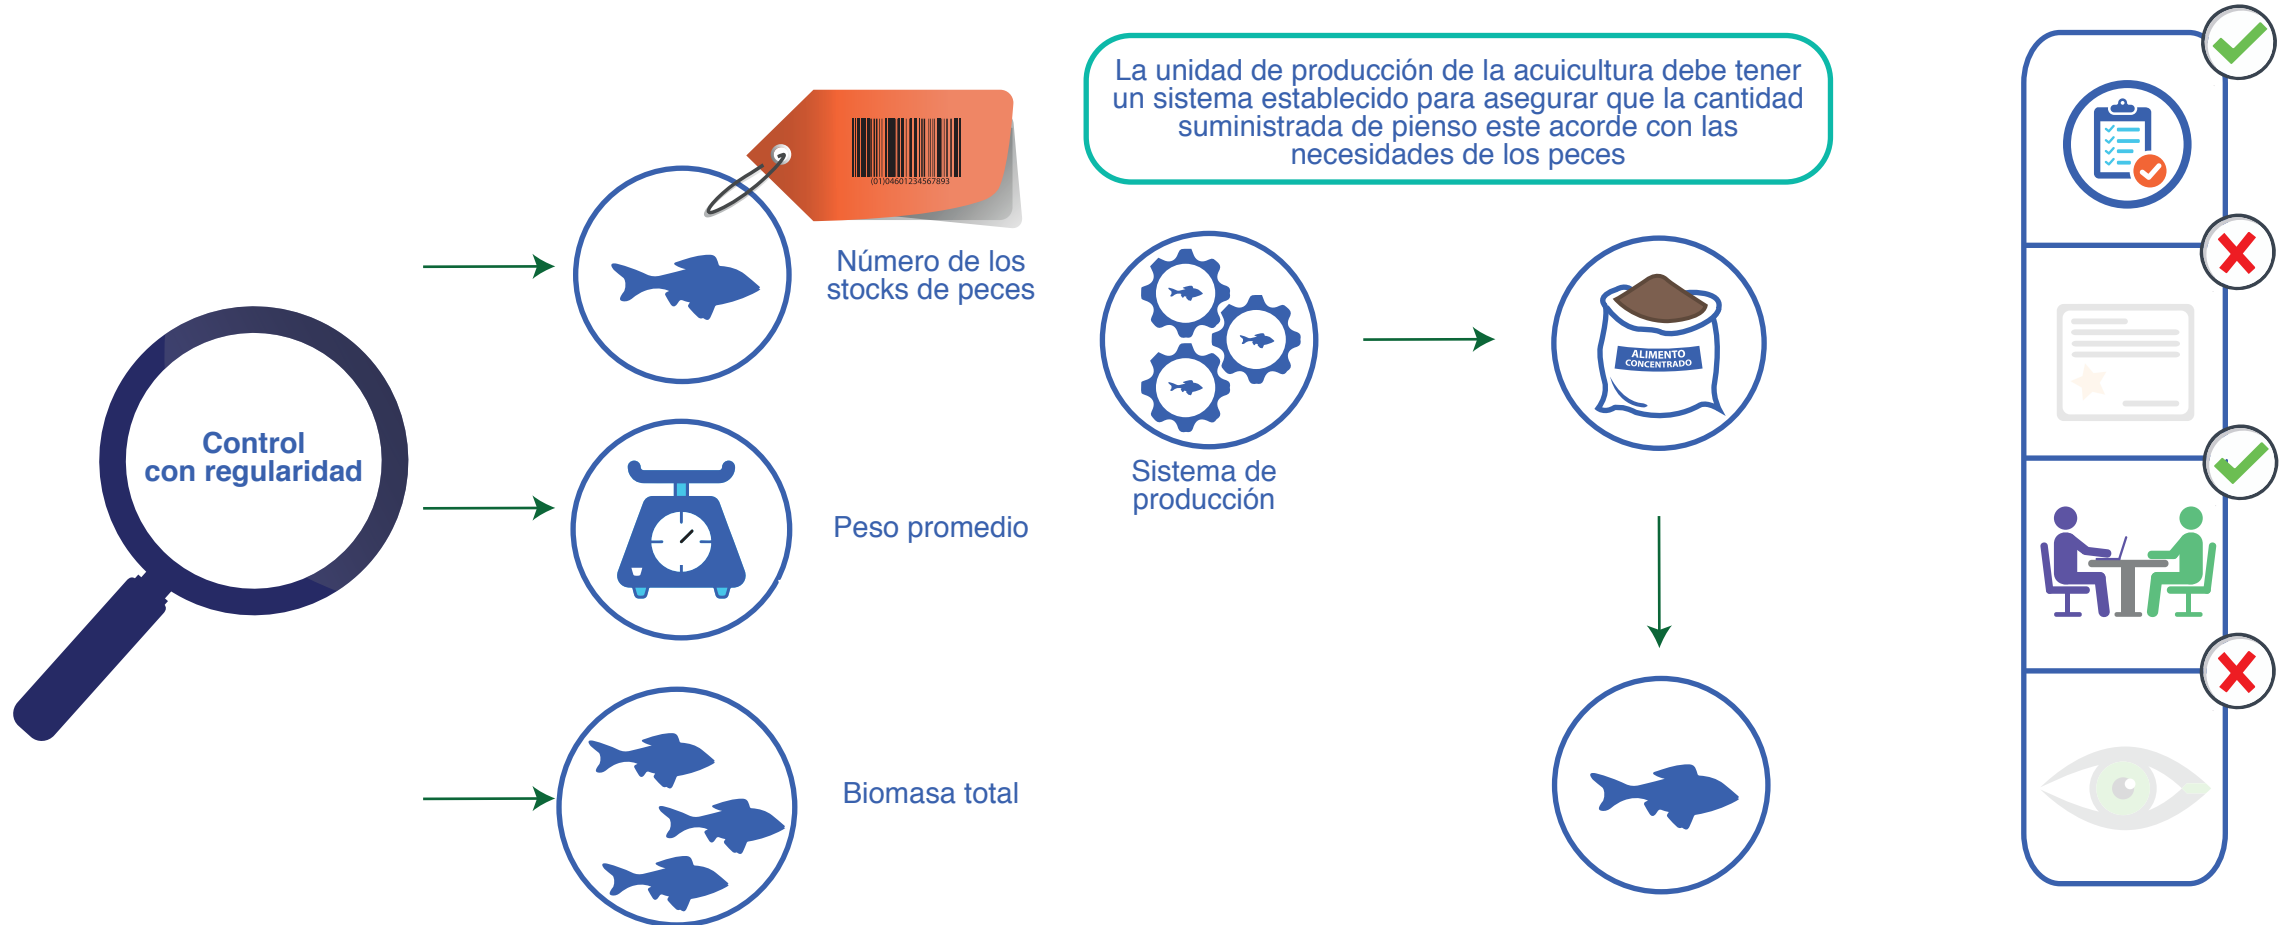 La unidad de producción de la acuicultura debe tener
un sistema establecido para asegurar que la cantidad
suministrada de pienso este acorde con las
necesidades de los peces
(01)04601234567893
Número de los
stocks de peces
Control
con regularidad
Peso promedio
Biomasa total
Sistema de
producción
ALIMENTO
CONCENTRADO